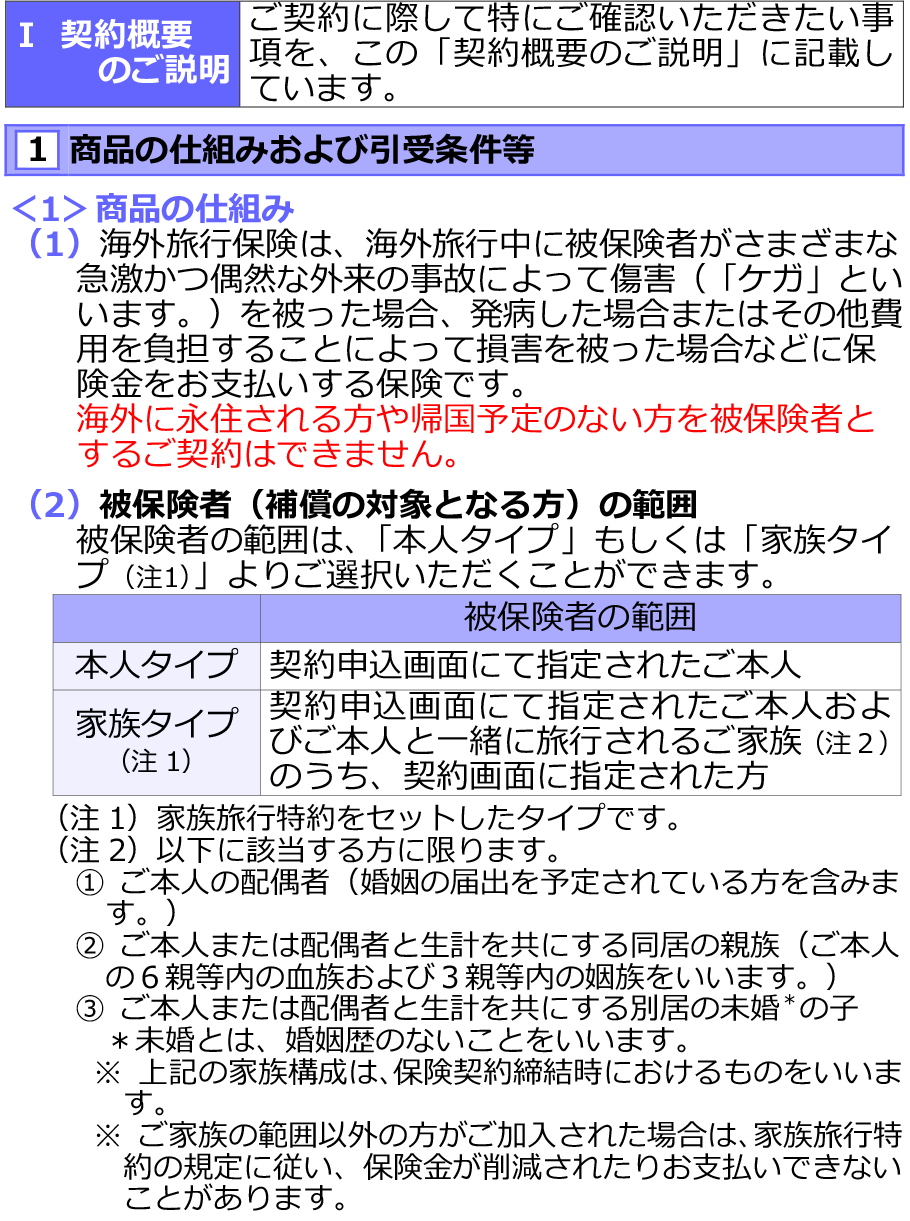 Ⅰ 契約概要
のご説明
ご契約に際して特にご確認いただきたい事
項を、この「契約概要のご説明」に記載し
ています。
1 商品の仕組みおよび引受条件等
<1> 商品の仕組み
（1）海外旅行保険は、海外旅行中に被保険者がさまざまな
急激かつ偶然な外来の事故によって傷害（「ケガ」とい
います。）を被った場合、発病した場合またはその他費
用を負担することによって損害を被った場合などに保
険金をお支払いする保険です。
海外に永住される方や帰国予定のない方を被保険者と
するご契約はできません。
（2）被保険者（補償の対象となる方）の範囲
被保険者の範囲は、「本人タイプ」もしくは「家族タイ
プ（注1）」よりご選択いただくことができます。
被保険者の範囲
本人タイプ 契約申込画面にて指定されたご本人
家族タイプ
（注 1）
契約申込画面にて指定されたご本人およ
びご本人と一緒に旅行されるご家族（注２）
のうち、契約画面に指定された方
（注 1）家族旅行特約をセットしたタイプです。
（注 2）以下に該当する方に限ります。
① ご本人の配偶者（婚姻の届出を予定されている方を含みま
す。）
② ご本人または配偶者と生計を共にする同居の親族（ご本人
の６親等内の血族および３親等内の姻族をいいます。）
③ ご本人または配偶者と生計を共にする別居の未婚＊の子
＊未婚とは、婚姻歴のないことをいいます。
※ 上記の家族構成は、保険契約締結時におけるものをいいま
す。
※ ご家族の範囲以外の方がご加入された場合は、家族旅行特
約の規定に従い、保険金が削減されたりお支払いできない
ことがあります。